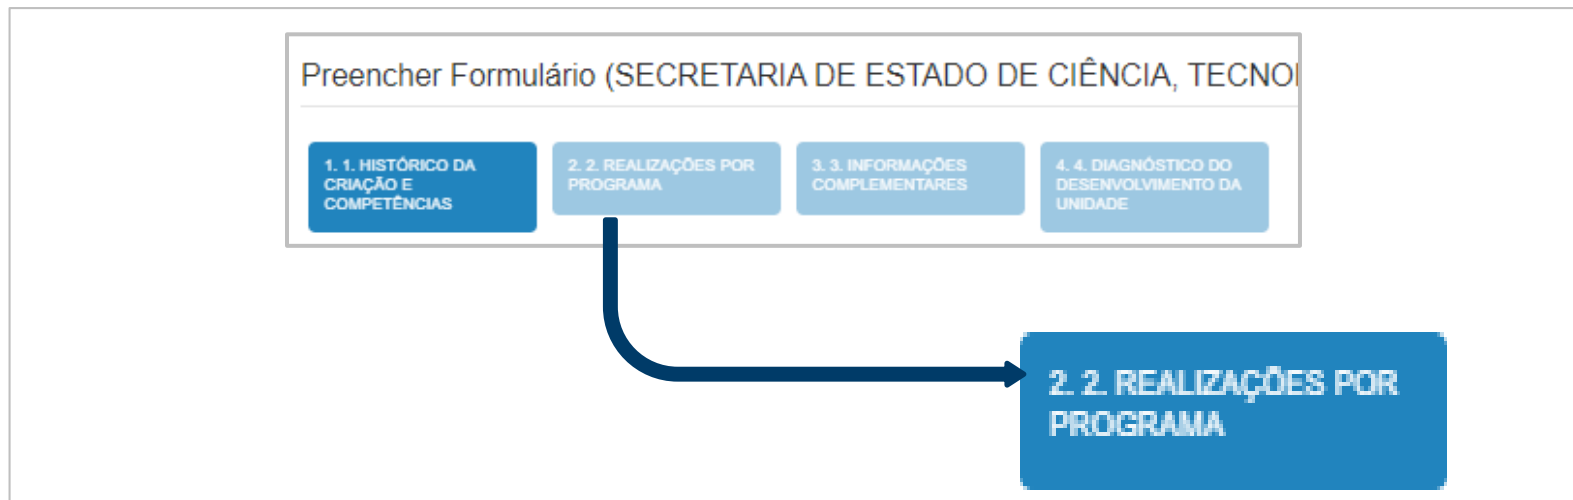 Preencher Formulário (SECRETARIA DE ESTADO DE CIÊNCIA, TECNOI
1. 1. HISTÓRICO DA
CRIAÇÃO E
COMPETÊNCIAS
2. 2. REALIZAÇÕES POR
PROGRAMA
3. 3. INFORMAÇÕES
COMPLEMENTARES
4. 4. DIAGNÓSTICO DO
DESENVOLVIMENTO DA
UNIDADE
2. 2. REALIZAÇÕES POR
PROGRAMA